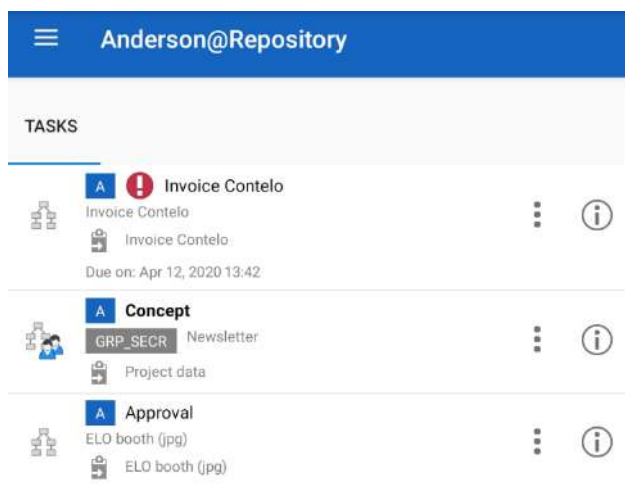 Anderson@Repository
TASKS
A Invoice Contelo
Invoice Contelo
Invoice Contelo
Due on: Apr 12, 2020 13:42
A Concept
GRP_SECR Newsletter
Project data
A Approval
ELO booth (jpg)
ELO booth (jpg)